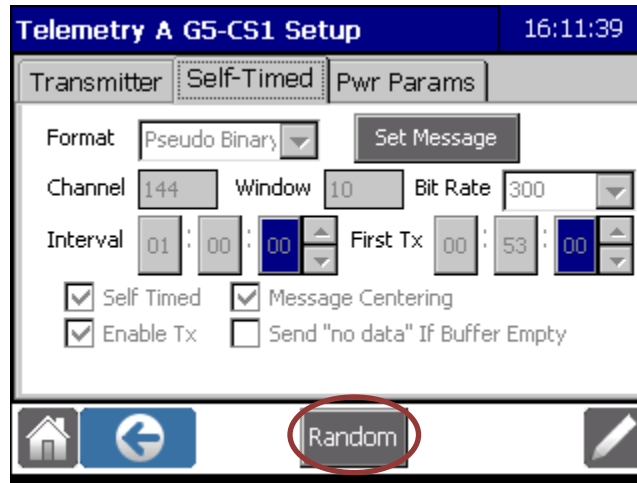 Telemetry A G5-CS1 Setup 16:11:39
Transmitter Self-Timed Pwr Params
Format Pseudo Binary Set Message
Channel 144 Window 10 Bit Rate 300
Interval 01 : 00 : 00 First Tx 00 : 53 : 00
Self Timed Message Centering
Enable Tx Send "no data" If Buffer Empty
Random